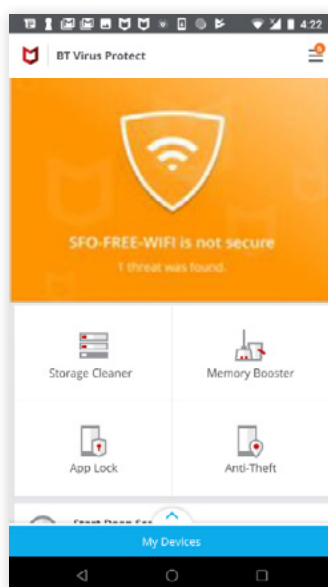 4:22
BT Virus Protect
SFO-FREE-WIFI is not secure
1 threat was found.
Storage Cleaner
Memory Booster
App Lock
Anti-Theft
My Devices